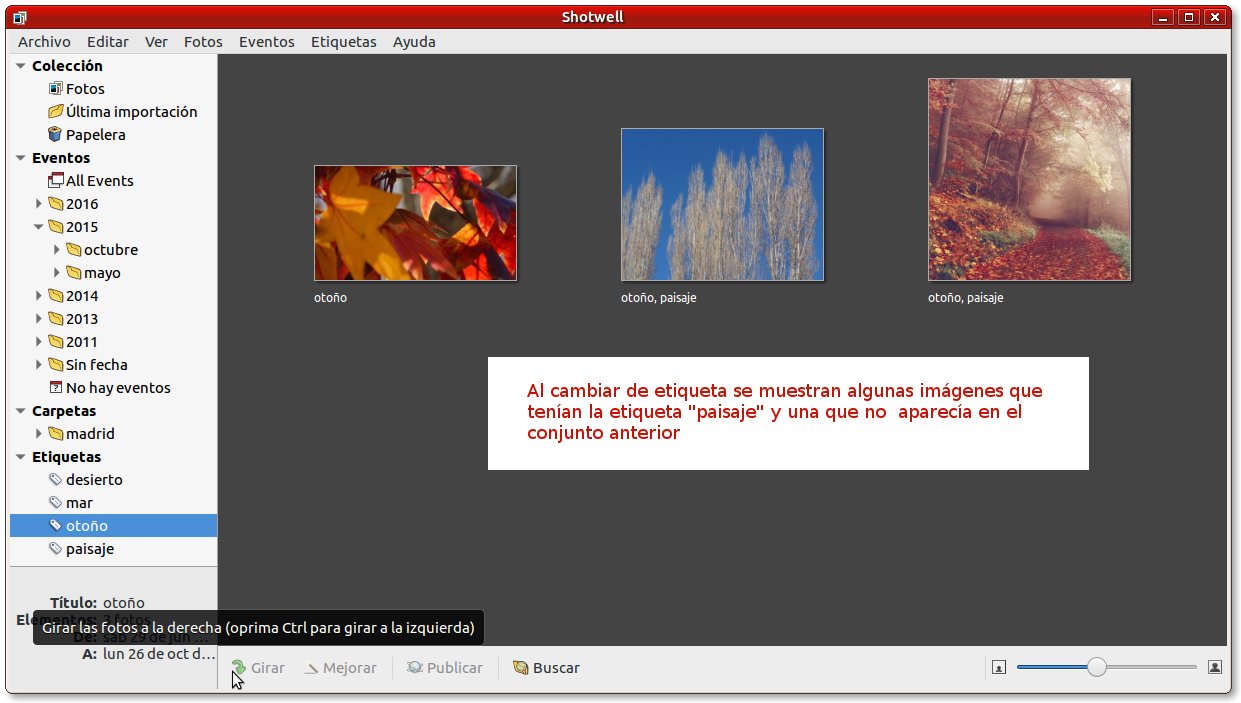 Shotwell
Archivo Editar Ver Fotos Eventos Etiquetas Ayuda
Colección
Fotos
Última importación
Papelera
Eventos
All Events
2016
2015
octubre
mayo
2014
2013
2011
Sin fecha
No hay eventos
Carpetas
madrid
Etiquetas
desierto
mar
otoño
paisaje
otoño
otoño, paisaje
otoño, paisaje
Al cambiar de etiqueta se muestran algunas imágenes que
tenían la etiqueta "paisaje" y una que no aparecía en el
conjunto anterior
Título: otoño
Elementos: 3 fotos
Girar las fotos a la derecha (oprima Ctrl para girar a la izquierda)
De: sáb 29 de jun ...
A: lun 26 de oct d...
Girar Mejorar Publicar Buscar